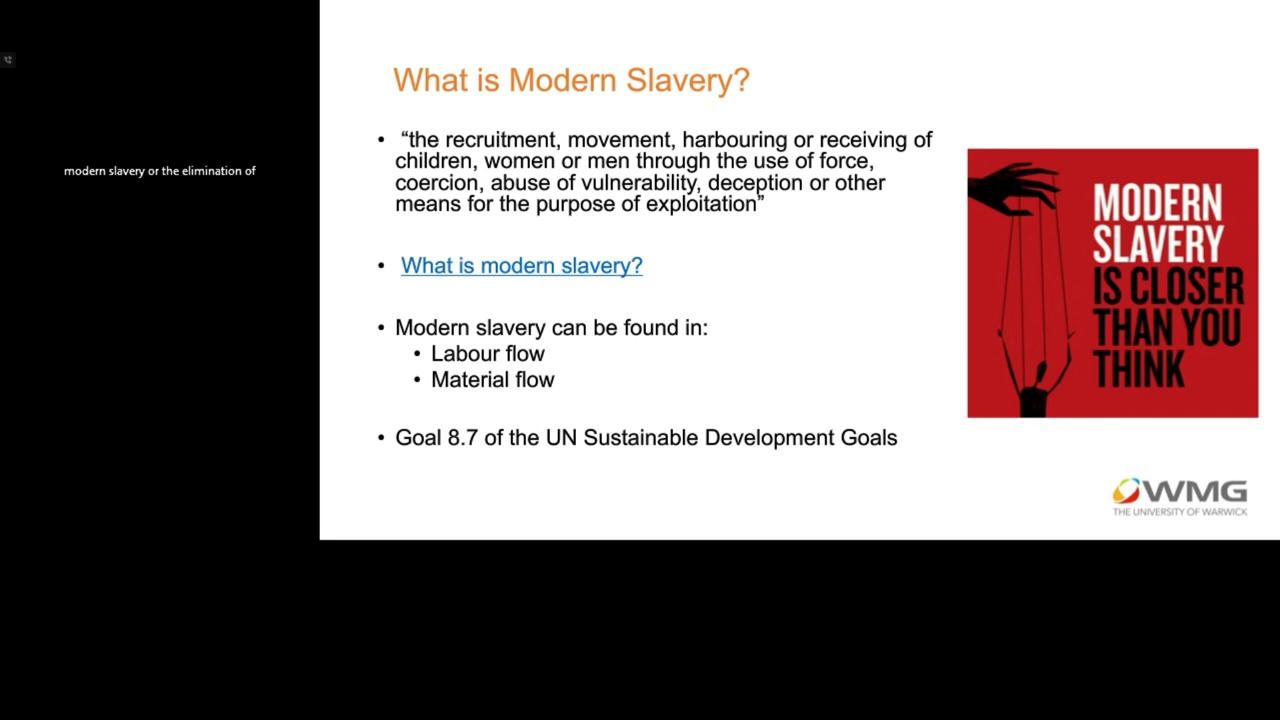 modern slavery or the elimination of
What is Modern Slavery?
• “the recruitment, movement, harbouring or receiving of
children, women or men through the use of force,
coercion, abuse of vulnerability, deception or other
means for the purpose of exploitation”
• What is modern slavery?
• Modern slavery can be found in:
• Labour flow
• Material flow
• Goal 8.7 of the UN Sustainable Development Goals
MODERN
SLAVERY
IS CLOSER
THAN YOU
THINK
WMG
THE UNIVERSITY OF WARWICK